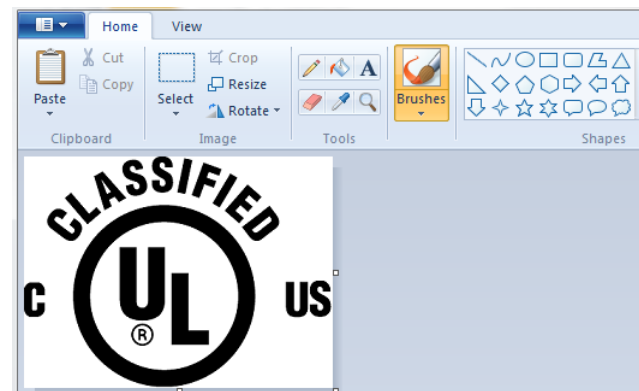 Home View
Cut Crop
Copy Resize
Paste Select Rotate A Brushes
Clipboard Image Tools Shapes
CLASSIFIED
C UL US
®